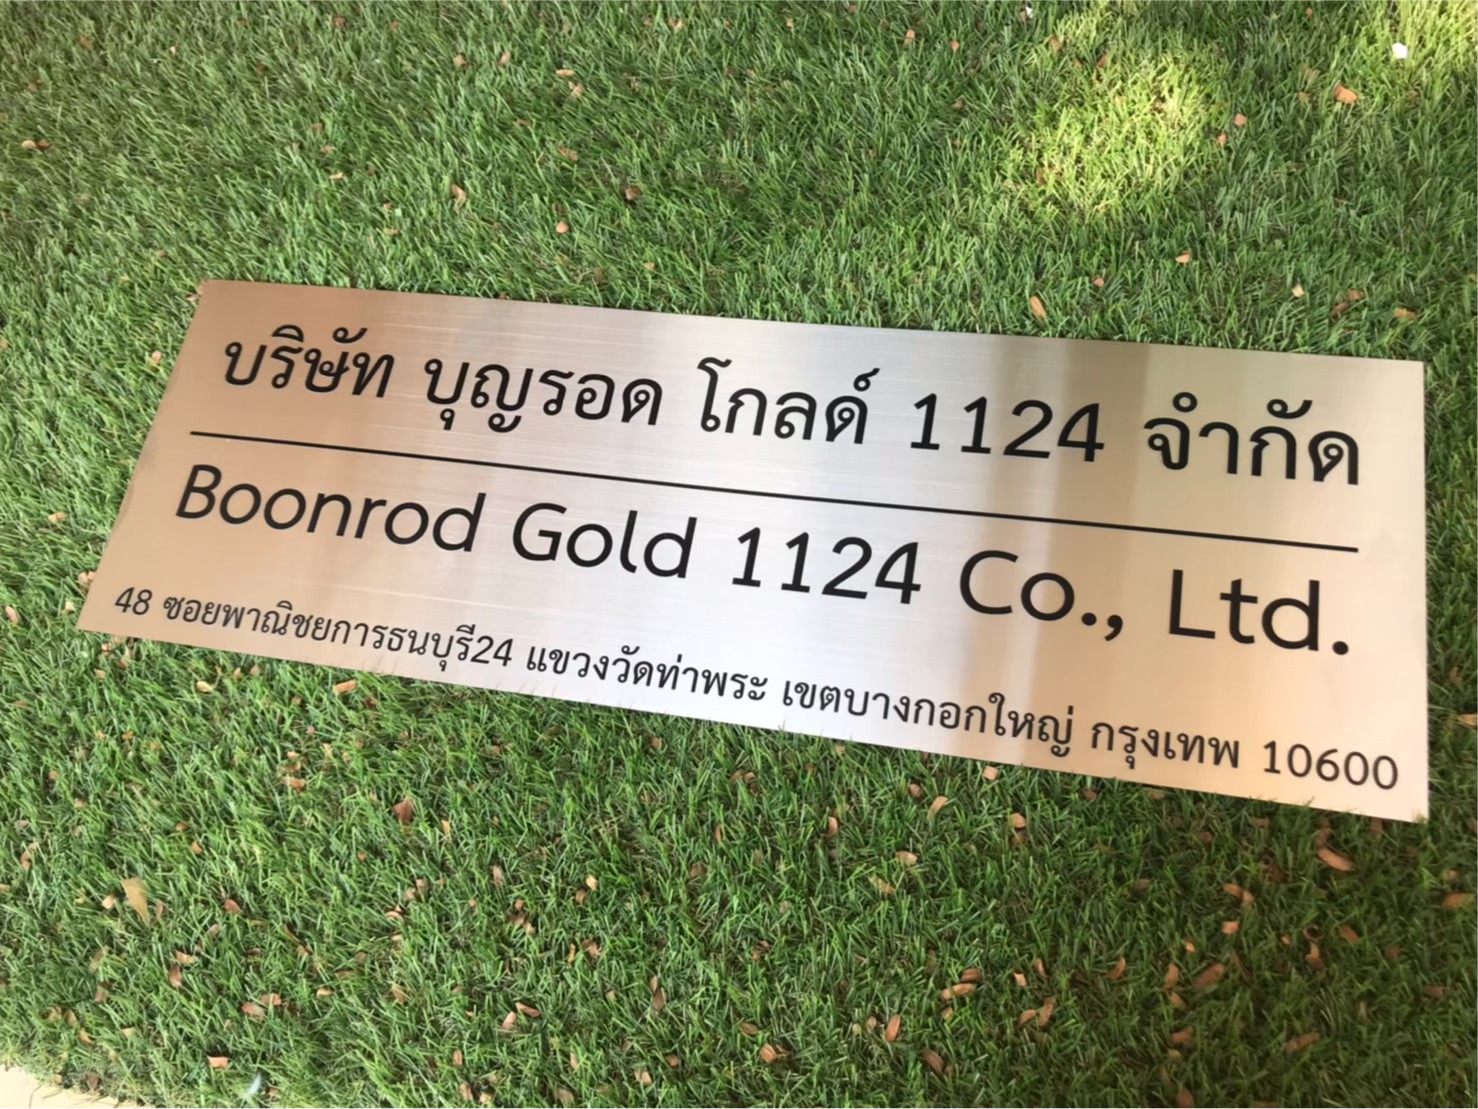 บริษัท บุญรอด โกลด์ 1124 จำกัด
Boonrod Gold 1124 Co., Ltd.
48 ซอยพาณิชยการธนบุรี24 แขวงวัดท่าพระ เขตบางกอกใหญ่ กรุงเทพ 10600